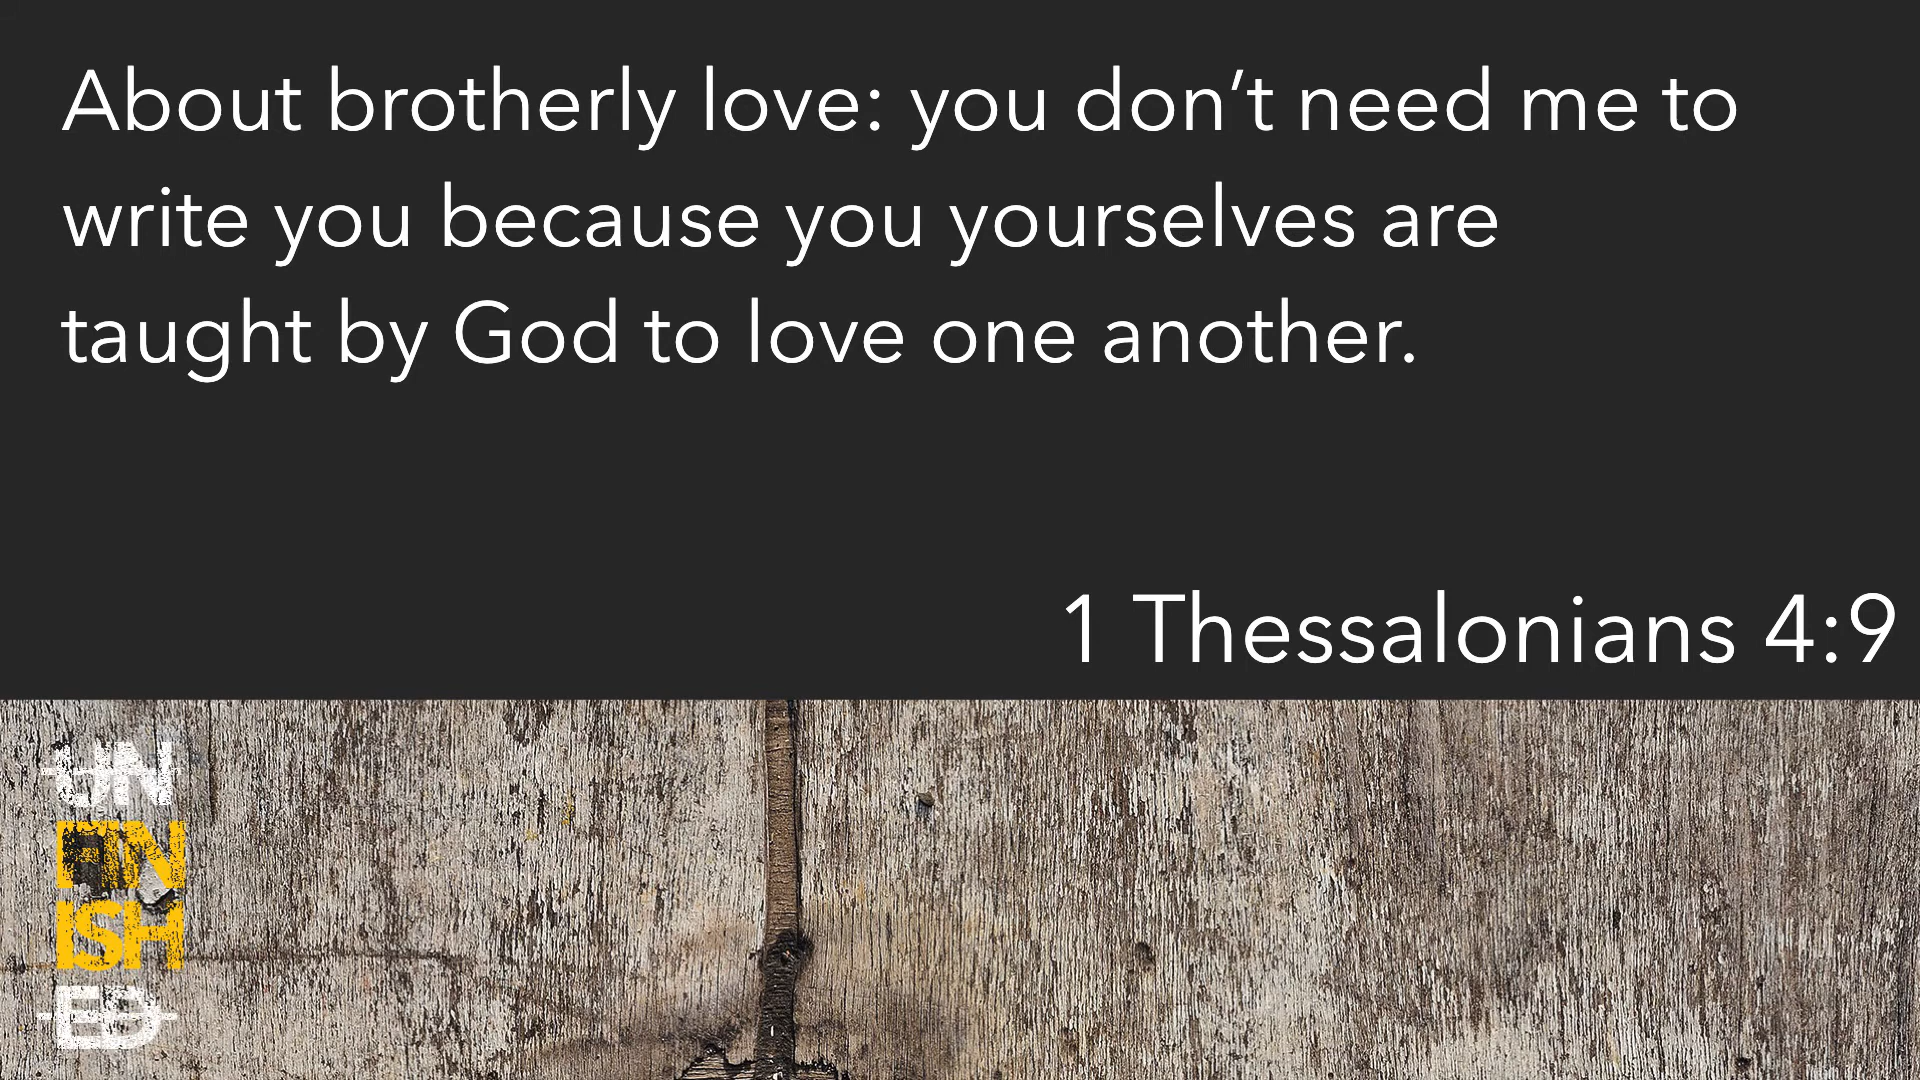 About brotherly love: you don’t need me to
write you because you yourselves are
taught by God to love one another.
1 Thessalonians 4:9
UN
FIN
ISH
ED